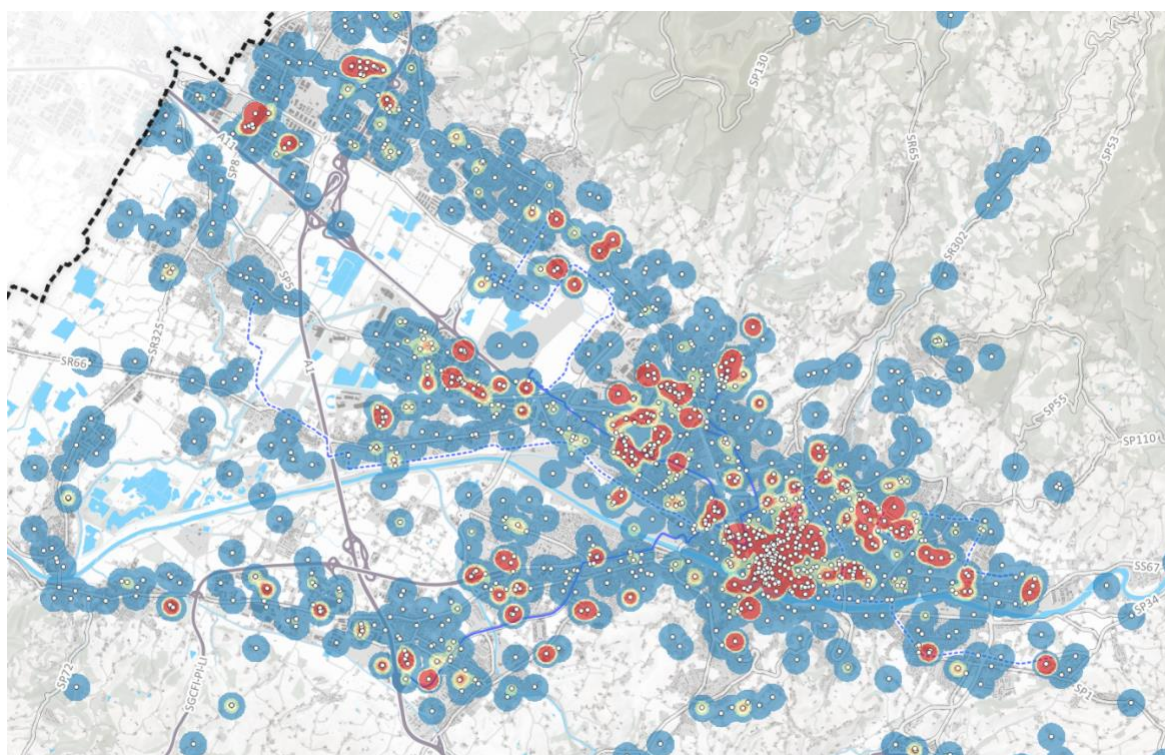 SP130
A11
SP8
SR65
SP53
SR302
SP5
SR325
SR66
A1
SP55
SP110
SS67
SP34
SGCFI-PI-LI
SP72
SP1